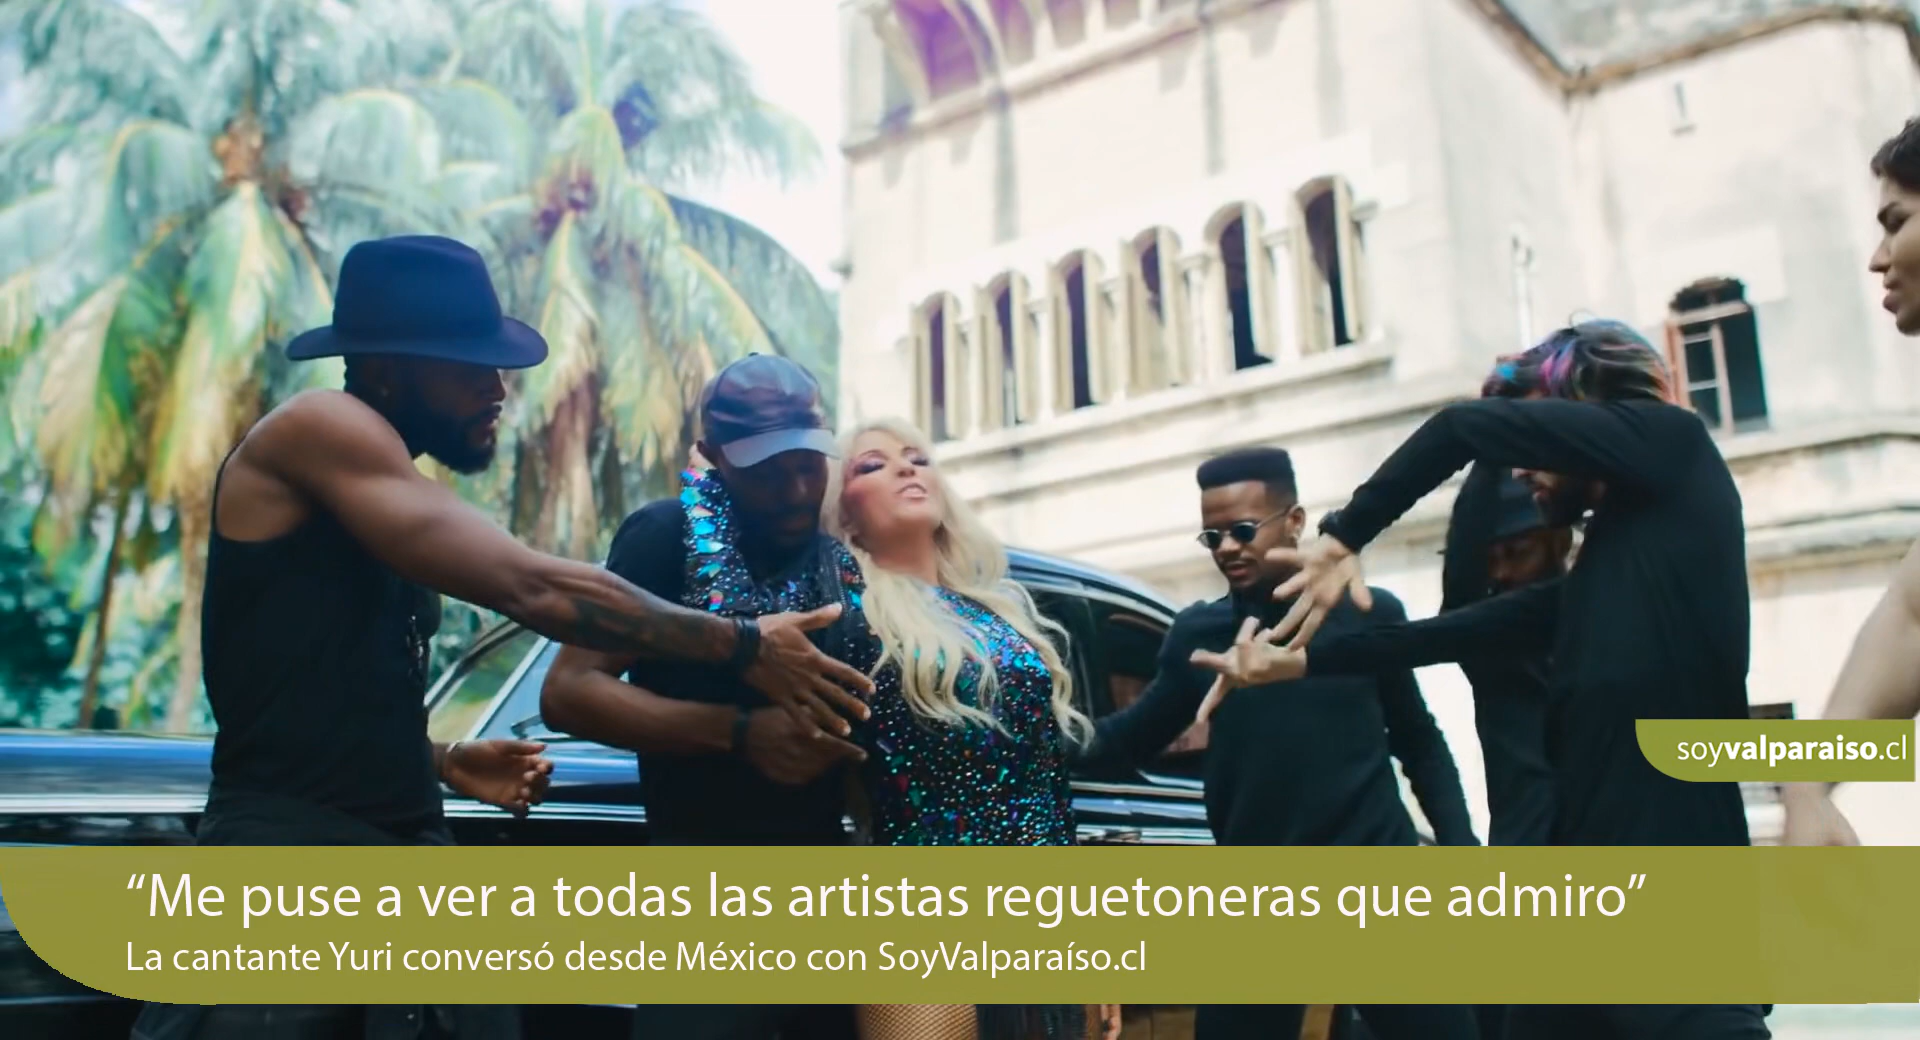 soyvalparaiso.cl
“Me puse a ver a todas las artistas reguetoneras que admiro”
La cantante Yuri conversó desde México con SoyValparaíso.cl